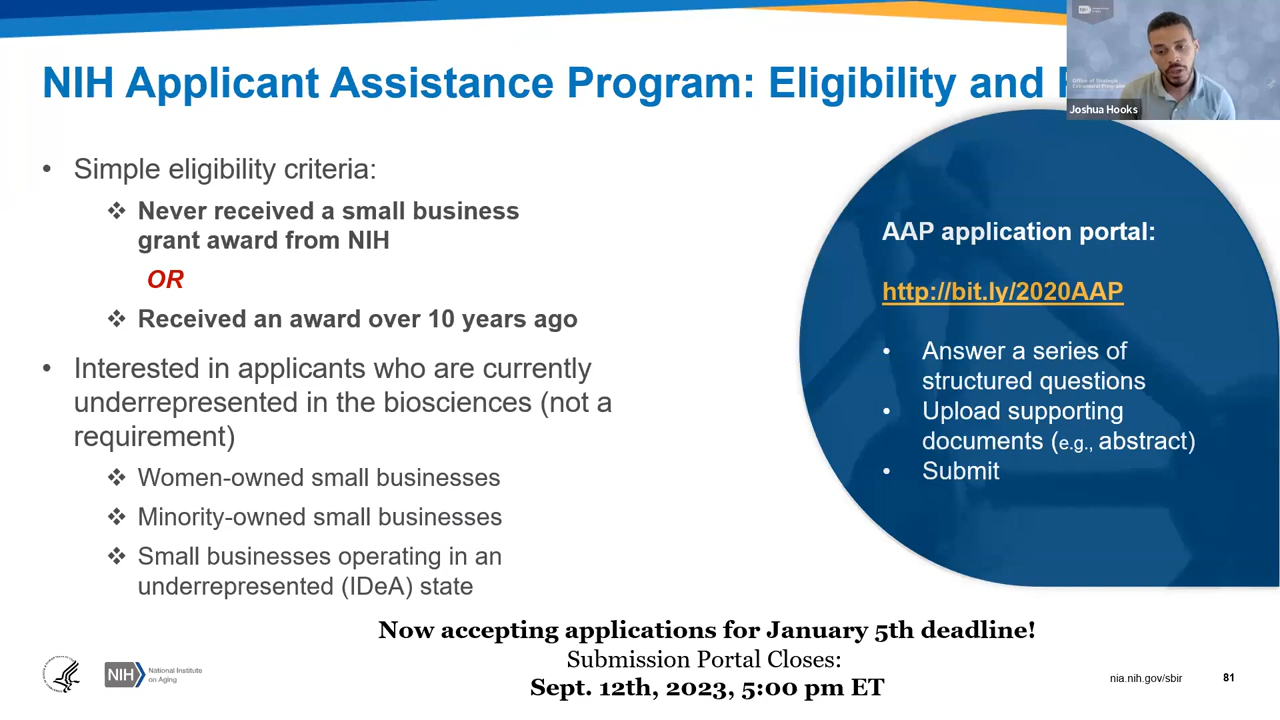 NIH Applicant Assistance Program: Eligibility and
Joshua Hooks
• Simple eligibility criteria:
❖ Never received a small business
grant award from NIH
OR
❖ Received an award over 10 years ago
• Interested in applicants who are currently
underrepresented in the biosciences (not a
requirement)
❖ Women-owned small businesses
❖ Minority-owned small businesses
❖ Small businesses operating in an
underrepresented (IDeA) state
AAP application portal:
http://bit.ly/2020AAP
• Answer a series of
structured questions
• Upload supporting
documents (e.g., abstract)
• Submit
Now accepting applications for January 5th deadline!
Submission Portal Closes:
Sept. 12th, 2023, 5:00 pm ET
NIH
National Institute
on Aging
nia.nih.gov/sbir
81